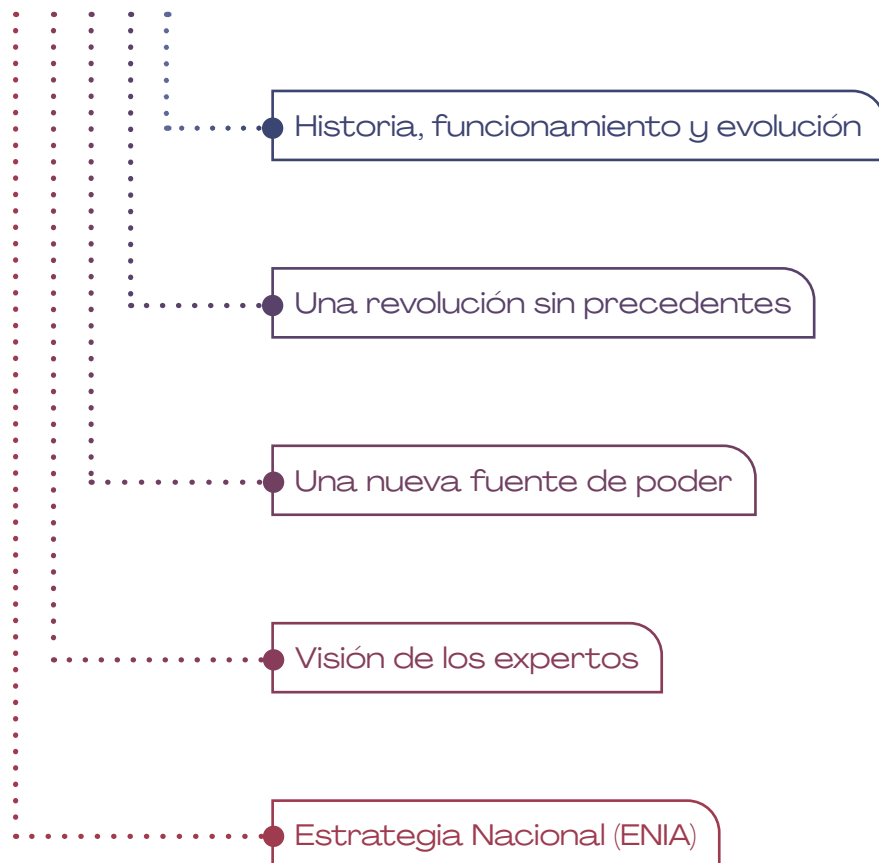 Historia, funcionamiento y evolución
Una revolución sin precedentes
Una nueva fuente de poder
Visión de los expertos
Estrategia Nacional (ENIA)